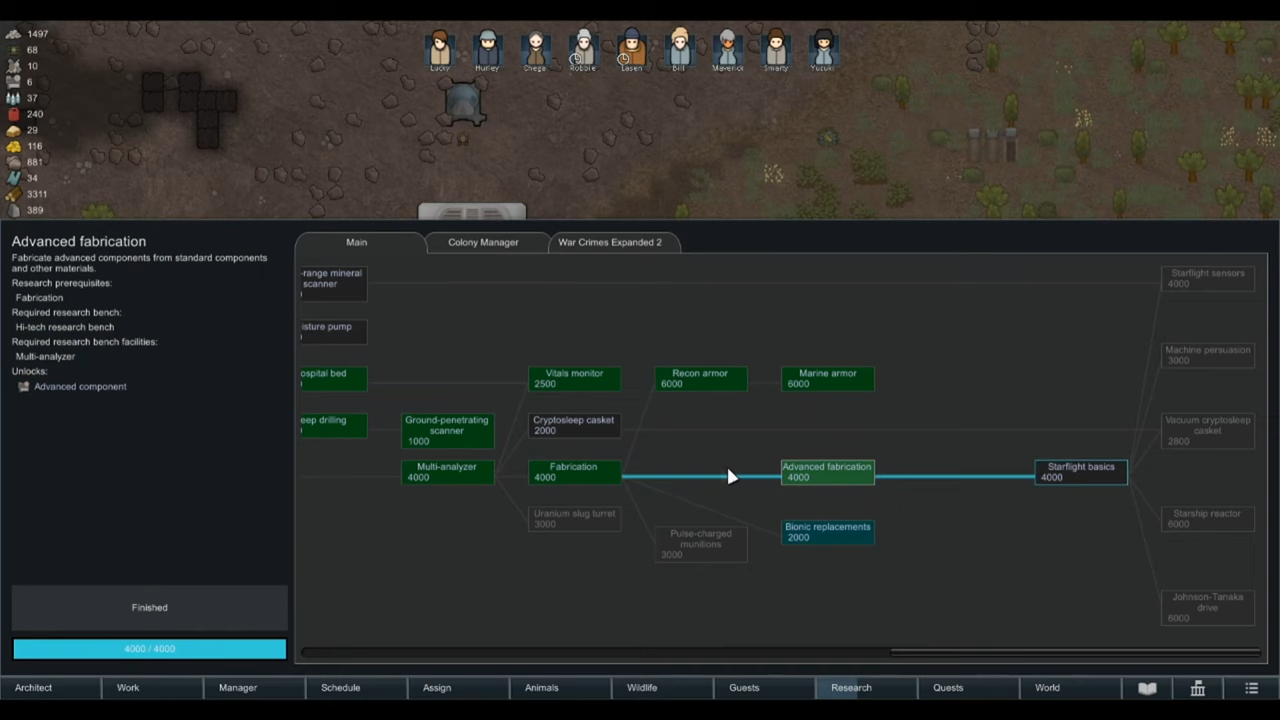 1497
68
10
6
37
240
29
116
881
34
3311
389
Lucky
Hurley
Chega
Robbie
Lasen
Bill
Maverick
Smarty
Yuzuki
Advanced fabrication
Fabricate advanced components from standard components
and other materials.
Research prerequisites:
Fabrication
Required research bench:
Hi-tech research bench
Required research bench facilities:
Multi-analyzer
Unlocks:
Advanced component
Finished
4000 / 4000
Main
Colony Manager
War Crimes Expanded 2
-range mineral
scanner
isture pump
ospital bed
eep drilling
Ground-penetrating
scanner
1000
Multi-analyzer
4000
Vitals monitor
2500
Cryptosleep casket
2000
Fabrication
4000
Uranium slug turret
3000
Recon armor
6000
Pulse-charged
munitions
3000
Marine armor
6000
Advanced fabrication
4000
Bionic replacements
2000
Starflight basics
4000
Starflight sensors
4000
Machine persuasion
3000
Vacuum cryptosleep
casket
2800
Starship reactor
6000
Johnson-Tanaka
drive
6000
Architect
Work
Manager
Schedule
Assign
Animals
Wildlife
Guests
Research
Quests
World